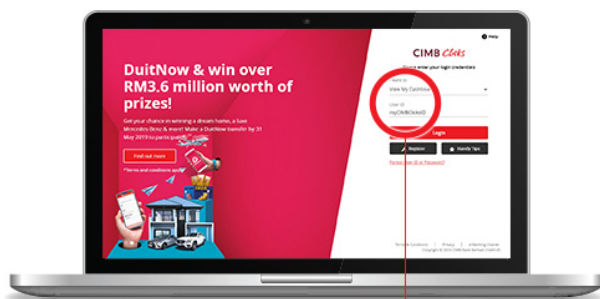 Help
CIMB Clicks
Please enter your login credentials
DuitNow & win over
RM3.6 million worth of
prizes!
View My Dashboard
User ID
myCIMBClicksID
Get your chance in winning a dream home, a luxe
Mercedes-Benz & more! Make a DuitNow transfer by 31
May 2019 to participate.
Login
Find out more
Register
Handy Tips
Forgot User ID or Password?
*Terms and conditions apply
Terms & Conditions | Privacy |